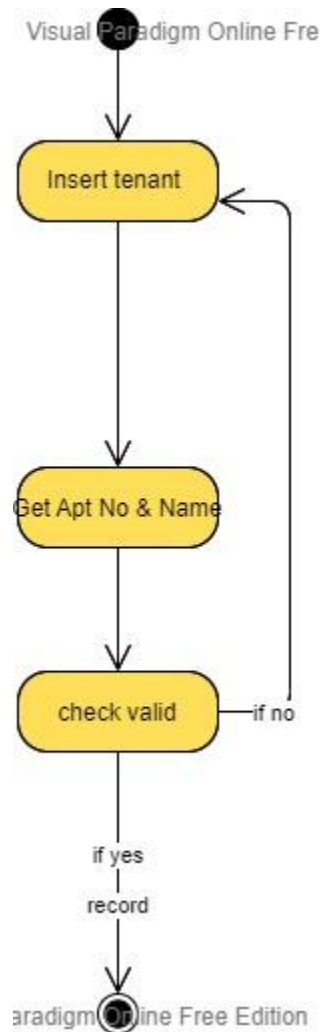 Visual Paradigm Online Fre
Insert tenant
Get Apt No & Name
check valid
if no
if yes
record
aradigm Online Free Edition